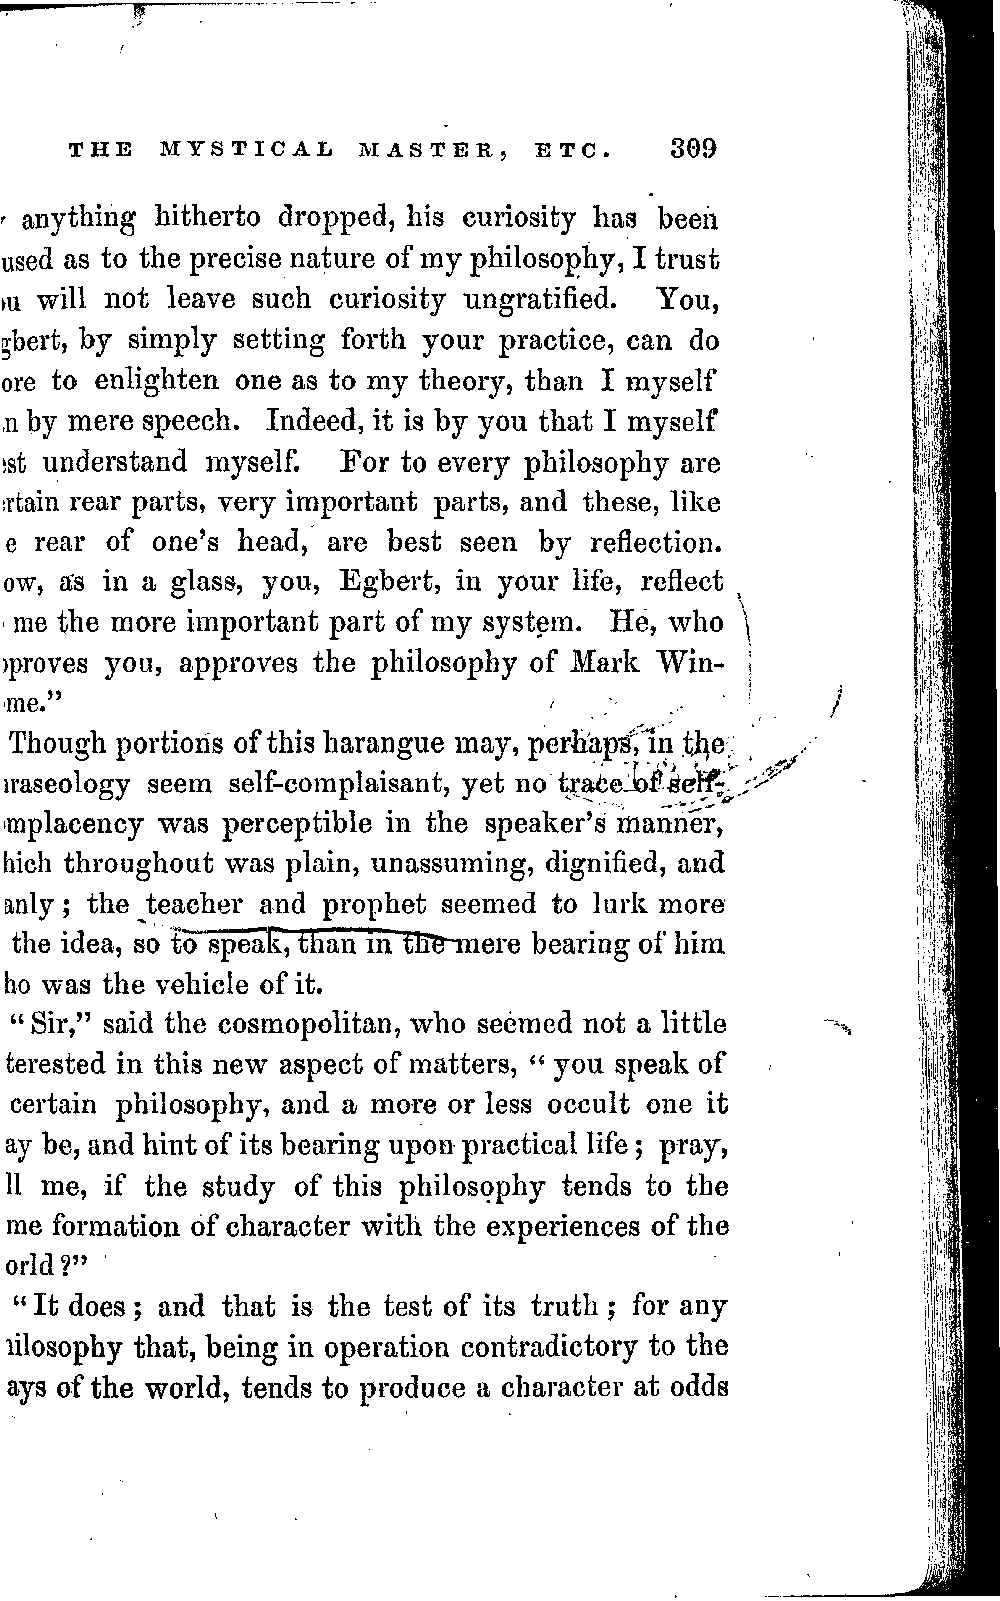 THE MYSTICAL MASTER, ETC. 309
anything hitherto dropped, his curiosity has been
used as to the precise nature of my philosophy, I trust
u will not leave such curiosity ungratified. You,
gbert, by simply setting forth your practice, can do
ore to enlighten one as to my theory, than I myself
n by mere speech. Indeed, it is by you that I myself
st understand myself. For to every philosophy are
rtain rear parts, very important parts, and these, like
e rear of one's head, are best seen by reflection.
ow, as in a glass, you, Egbert, in your life, reflect
me the more important part of my system. He, who
proves you, approves the philosophy of Mark Win-
me."
Though portions of this harangue may, perhaps, in the
raseology seem self-complaisant, yet no trace of self-
mplacency was perceptible in the speaker's manner,
hich throughout was plain, unassuming, dignified, and
anly; the teacher and prophet seemed to lurk more
the idea, so to speak, than in the mere bearing of him
ho was the vehicle of it.
"Sir," said the cosmopolitan, who seemed not a little
terested in this new aspect of matters, "you speak of
certain philosophy, and a more or less occult one it
ay be, and hint of its bearing upon practical life; pray,
ll me, if the study of this philosophy tends to the
me formation of character with the experiences of the
orld?"
"It does; and that is the test of its truth; for any
ilosophy that, being in operation contradictory to the
ays of the world, tends to produce a character at odds